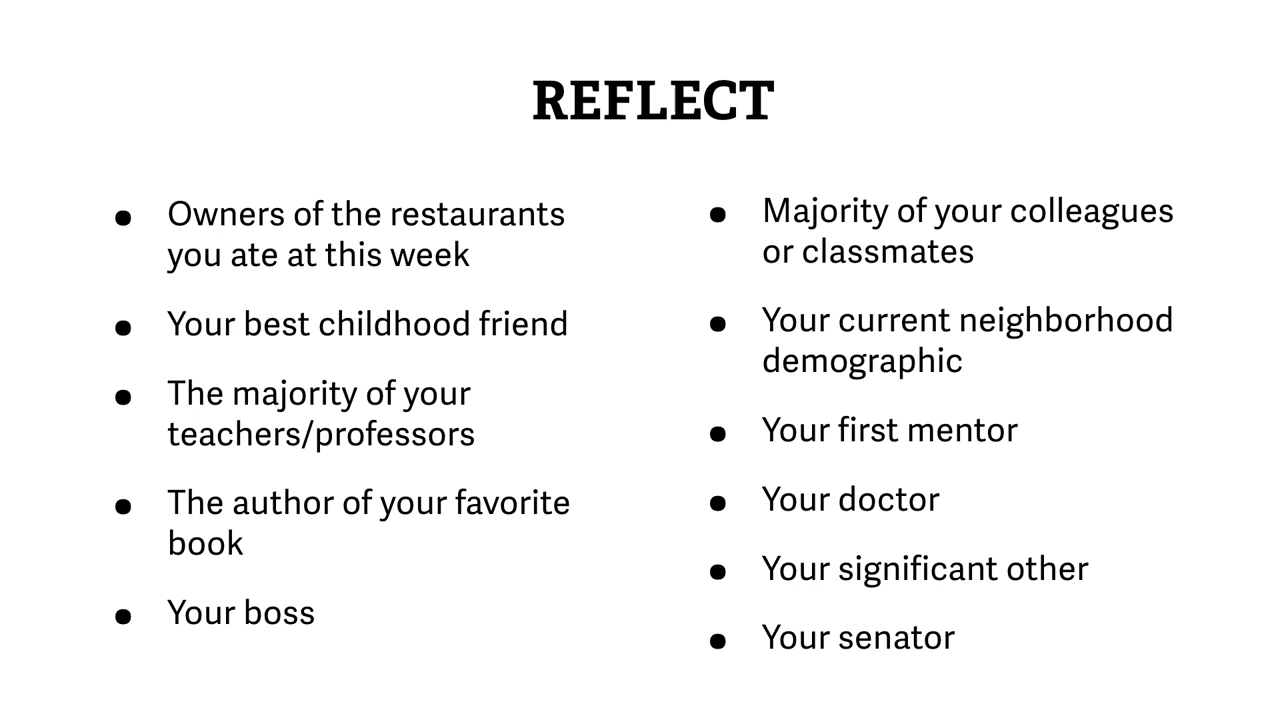 REFLECT
• Owners of the restaurants
you ate at this week
• Your best childhood friend
• The majority of your
teachers/professors
• The author of your favorite
book
• Your boss
• Majority of your colleagues
or classmates
• Your current neighborhood
demographic
• Your first mentor
• Your doctor
• Your significant other
• Your senator